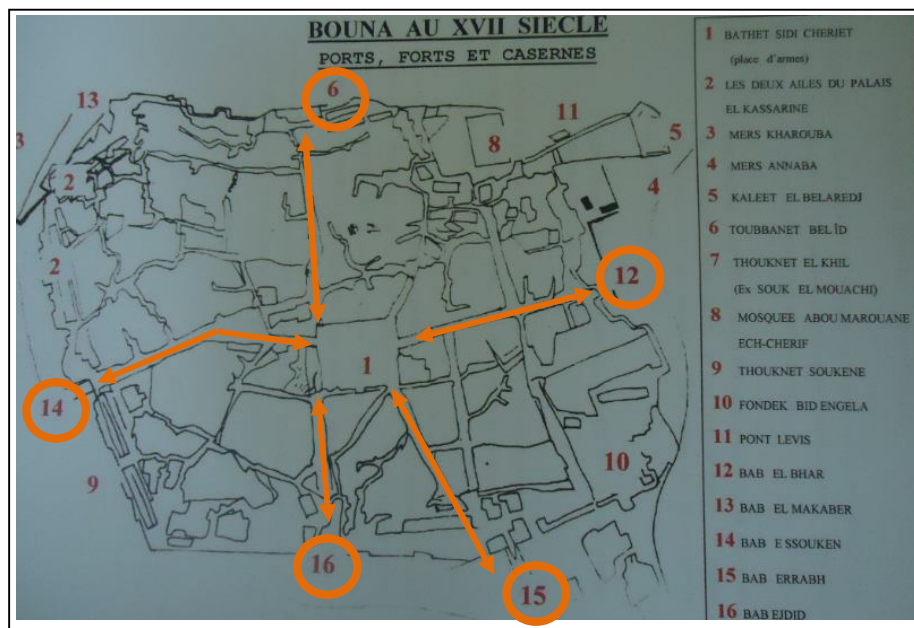 BOUNA AU XVII SIECLE
PORTS, FORTS ET CASERNES
13
6
11
3
8
5
2
4
2
12
1
14
9
10
16
15
1 BATHET SIDI CHERIET
(place d'armes)
2 LES DEUX AILES DU PALAIS
EL KASSARINE
3 MERS KHAROUBA
4 MERS ANNABA
5 KALEET EL BELAREDJ
6 TOUBBANET BELID
7 THOUKNET EL KHIL
(Ex SOUK EL MOUACHI)
8 MOSQUEE ABOU MAROUANE
ECH-CHERIF
9 THOUKNET SOUKENE
10 FONDEK BID ENGELA
11 PONT LEVIS
12 BAB EL BHAR
13 BAB EL MAKABER
14 BAB E SSOUKEN
15 BAB ERRABH
16 BAB EJDID